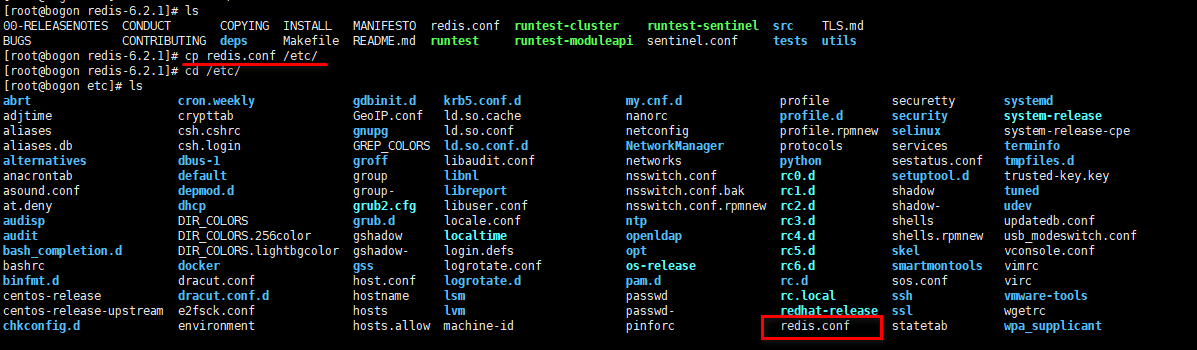 [root@bogon redis-6.2.1]# ls
00-RELEASENOTES CONDUCT COPYING INSTALL MANIFESTO redis.conf runtest-cluster runtest-sentinel src TLS.md
BUGS CONTRIBUTING deps Makefile README.md runtest runtest-moduleapi sentinel.conf tests utils
[root@bogon redis-6.2.1]# cp redis.conf /etc/
[root@bogon redis-6.2.1]# cd /etc/
[root@bogon etc]# ls
abrt cron.weekly gdbinit.d krb5.conf.d my.cnf.d profile securetty systemd
adjtime crypttab GeoIP.conf ld.so.cache nanorc profile.d security system-release
aliases csh.cshrc gnupg ld.so.conf netconfig profile.rpmnew selinux system-release-cpe
aliases.db csh.login GREP_COLORS ld.so.conf.d NetworkManager protocols services terminfo
alternatives dbus-1 groff libaudit.conf networks python sestatus.conf tmpfiles.d
anacrontab default group libnl nsswitch.conf rc0.d setuptool.d trusted-key.key
asound.conf depmod.d group- libreport nsswitch.conf.bak rc1.d shadow tuned
at.deny dhcp grub2.cfg libuser.conf nsswitch.conf.rpmnew rc2.d shadow- udev
audisp DIR_COLORS grub.d locale.conf ntp rc3.d shells updatedb.conf
audit DIR_COLORS.256color gshadow localtime openldap rc4.d shells.rpmnew usb_modeswitch.conf
bash_completion.d DIR_COLORS.lightbgcolor gshadow- login.defs opt rc5.d skel vconsole.conf
bashrc docker gss logrotate.conf os-release rc6.d smartmontools vimrc
binfmt.d dracut.conf host.conf logrotate.d pam.d rc.d sos.conf virc
centos-release dracut.conf.d hostname lsm passwd rc.local ssh vmware-tools
centos-release-upstream e2fsck.conf hosts lvm passwd- redhat-release ssl wgetrc
chkconfig.d environment hosts.allow machine-id pinforc redis.conf statetab wpa_supplicant